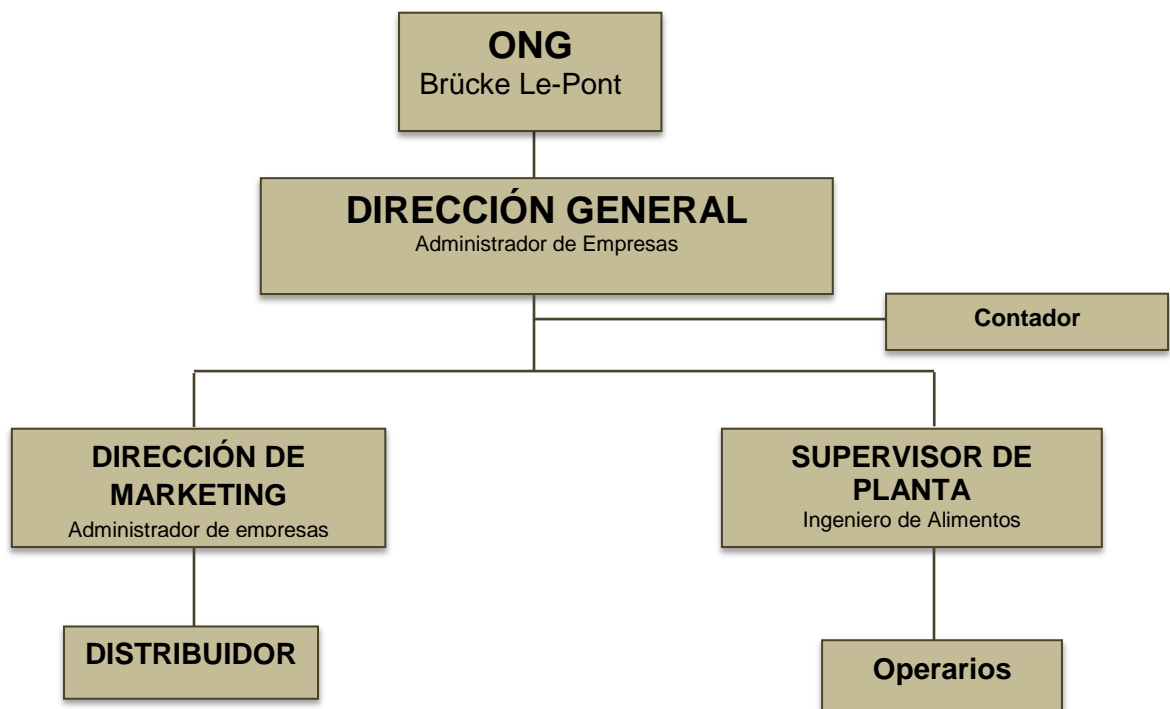 ONG
Brücke Le-Pont
DIRECCIÓN GENERAL
Administrador de Empresas
Contador
DIRECCIÓN DE
MARKETING
Administrador de empresas
SUPERVISOR DE
PLANTA
Ingeniero de Alimentos
DISTRIBUIDOR
Operarios